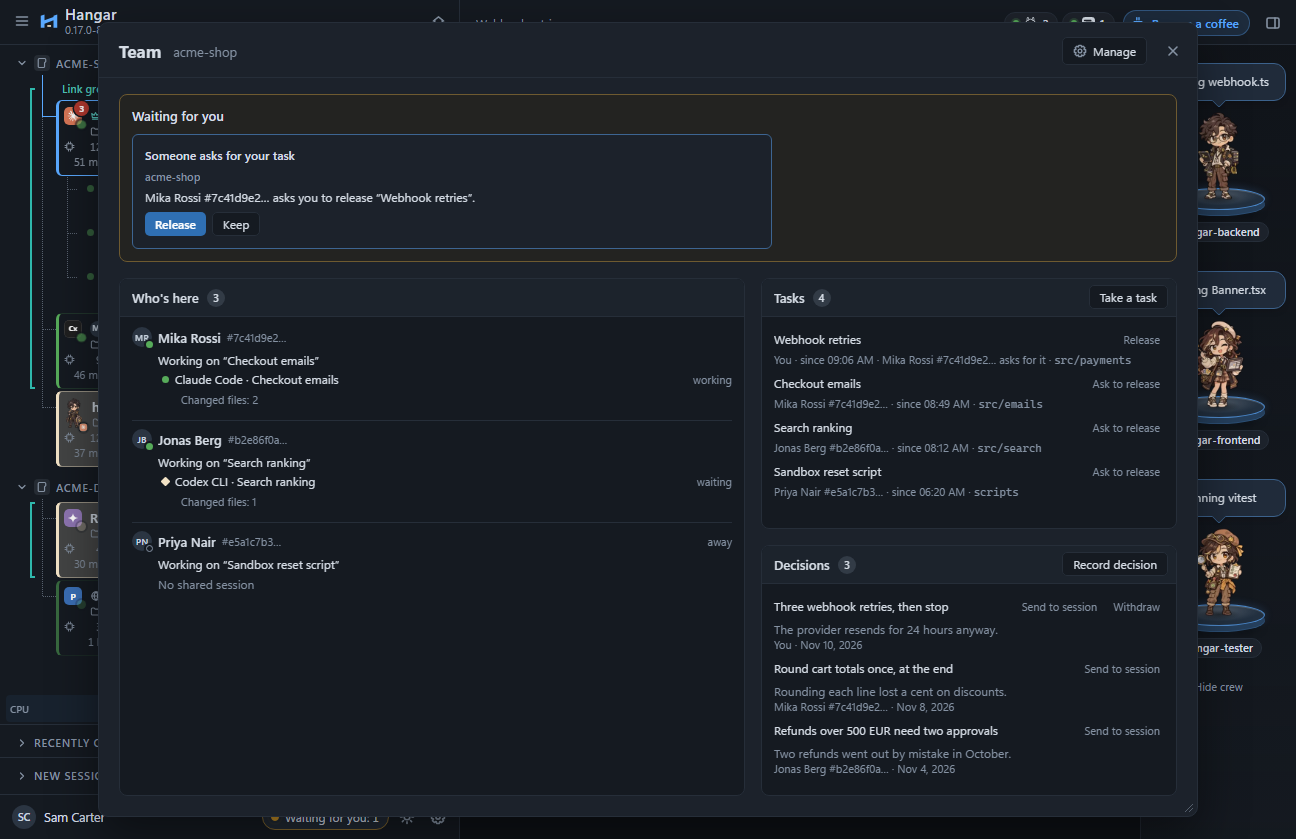 Hangar
0.17.0-
Team acme-shop
Manage
a coffee
ACME-S
Link gr
3
51 m
Cx
46 m
37 m
ACME-D
30 m
P
CPU
RECENTLY
NEW SESSIO
SC Sam Carter
Waiting for you: 1
Waiting for you
Someone asks for your task
acme-shop
Mika Rossi #7c41d9e2... asks you to release “Webhook retries”.
Release Keep
Who's here 3
MR Mika Rossi #7c41d9e2...
Working on “Checkout emails”
Claude Code · Checkout emails working
Changed files: 2
JB Jonas Berg #b2e86f0a...
Working on “Search ranking”
Codex CLI · Search ranking waiting
Changed files: 1
PN Priya Nair #e5a1c7b3... away
Working on “Sandbox reset script”
No shared session
Tasks 4 Take a task
Webhook retries Release
You · since 09:06 AM · Mika Rossi #7c41d9e2... asks for it · src/payments
Checkout emails Ask to release
Mika Rossi #7c41d9e2... · since 08:49 AM · src/emails
Search ranking Ask to release
Jonas Berg #b2e86f0a... · since 08:12 AM · src/search
Sandbox reset script Ask to release
Priya Nair #e5a1c7b3... · since 06:20 AM · scripts
Decisions 3 Record decision
Three webhook retries, then stop Send to session Withdraw
The provider resends for 24 hours anyway.
You · Nov 10, 2026
Round cart totals once, at the end Send to session
Rounding each line lost a cent on discounts.
Mika Rossi #7c41d9e2... · Nov 8, 2026
Refunds over 500 EUR need two approvals Send to session
Two refunds went out by mistake in October.
Jonas Berg #b2e86f0a... · Nov 4, 2026
g webhook.ts
gar-backend
ng Banner.tsx
gar-frontend
nning vitest
ngar-tester
Hide crew